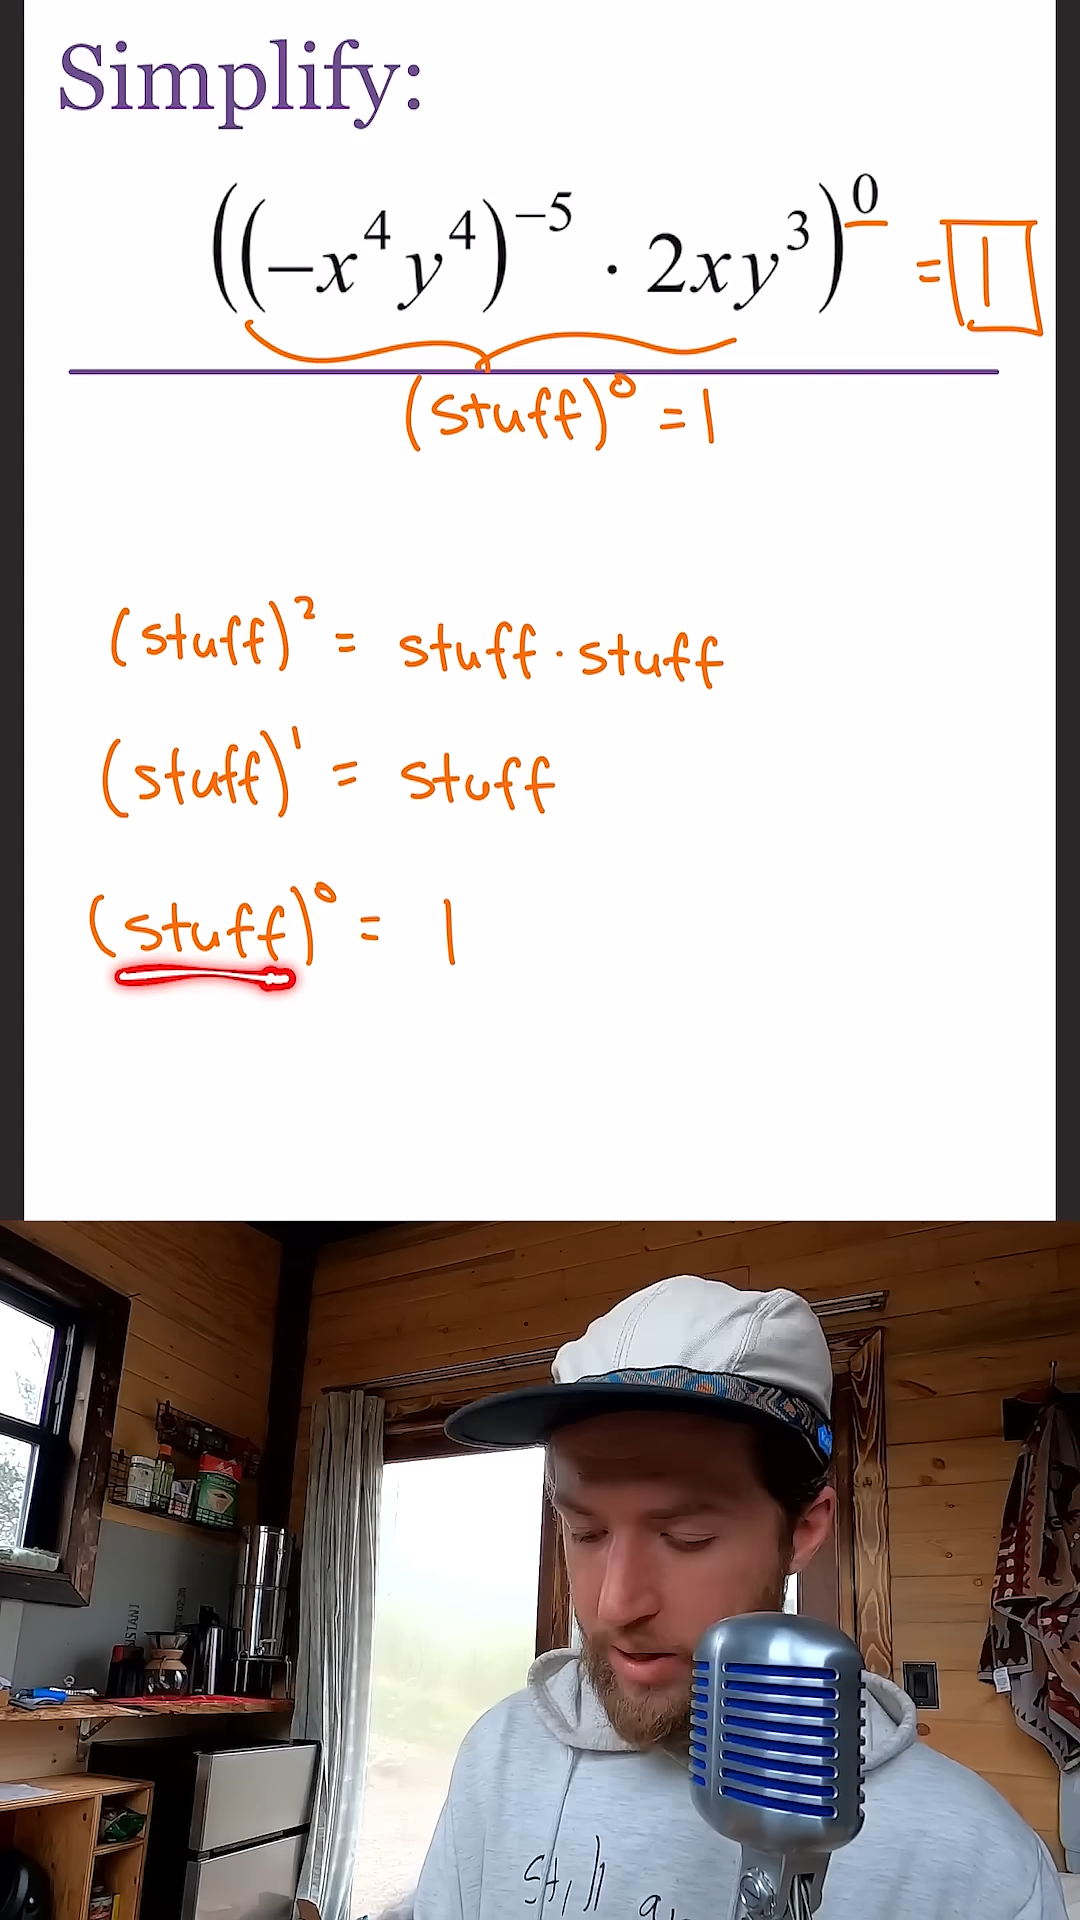 Simplify:
((−x⁴y⁴)⁻⁵ · 2xy³)⁰ = 1
(stuff)⁰ = 1
(stuff)² = stuff · stuff
(stuff)¹ = stuff
(stuff)⁰ = 1
Still